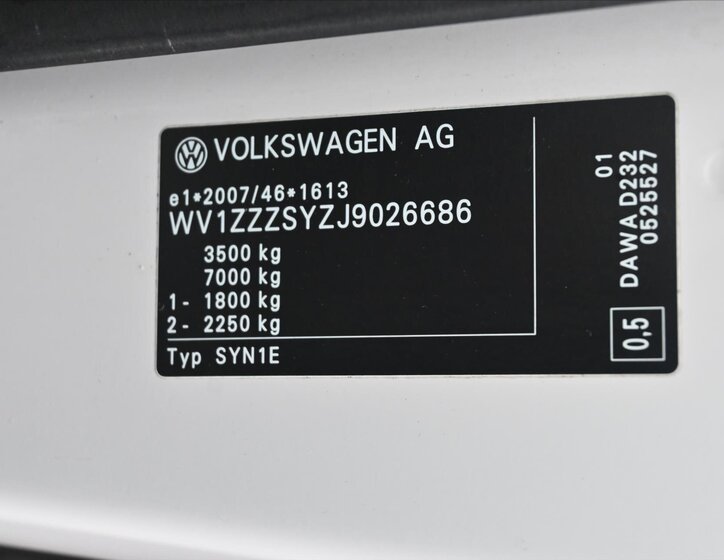 VOLKSWAGEN AG
e1*2007/46*1613
WV1ZZZSYZJ9026686
3500 kg
7000 kg
1- 1800 kg
2- 2250 kg
Typ SYN1E
01
DAWA D232
0525527
0,5